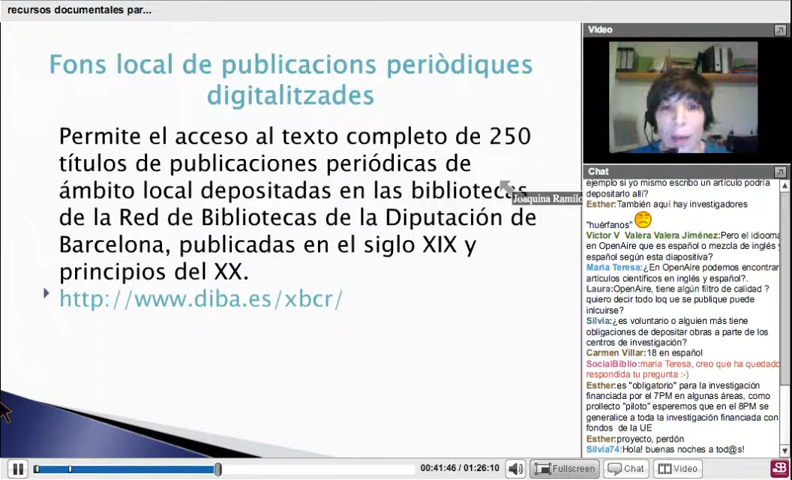 recursos documentales par...
Fons local de publicacions periòdiques
digitalitzades
Permite el acceso al texto completo de 250
títulos de publicaciones periódicas de
ámbito local depositadas en las bibliotecas
de la Red de Bibliotecas de la Diputación de
Barcelona, publicadas en el siglo XIX y
principios del XX.
http://www.diba.es/xbcr/
Joaquina Ramilo
Video
Chat
ejemplo si yo mismo escribo un artículo podría
depositarlo allí?
Esther:También aquí hay investigadores
"huérfanos"
Victor V Valera Valera Jiménez:Pero el idioma
en OpenAire que es español o mezcla de inglés y
español según esta diapositiva?
Maria Teresa:¿En OpenAire podemos encontrar
artículos científicos en inglés y español?.
Laura:OpenAire, tiene algún filtro de calidad ?
quiero decir todo loq ue se publique puede
inlcuirse?
Silvia:¿es voluntario o alguien más tiene
obligaciones de depositar obras a parte de los
centros de investigación?
Carmen Villar:18 en español
SocialBiblio:maria Teresa, creo que ha quedado
respondida tu pregunta :-)
Esther:es "obligatorio" para la investigación
financiada por el 7PM en algunas áreas, como
prollecto "piloto" esperemos que en el 8PM se
generalice a toda la investigación financiada con
fondos de la UE
Esther:proyecto, perdón
Silvia74:Hola! buenas noches a tod@s!
00:41:46 / 01:26:10
Fullscreen
Chat
Video
SB